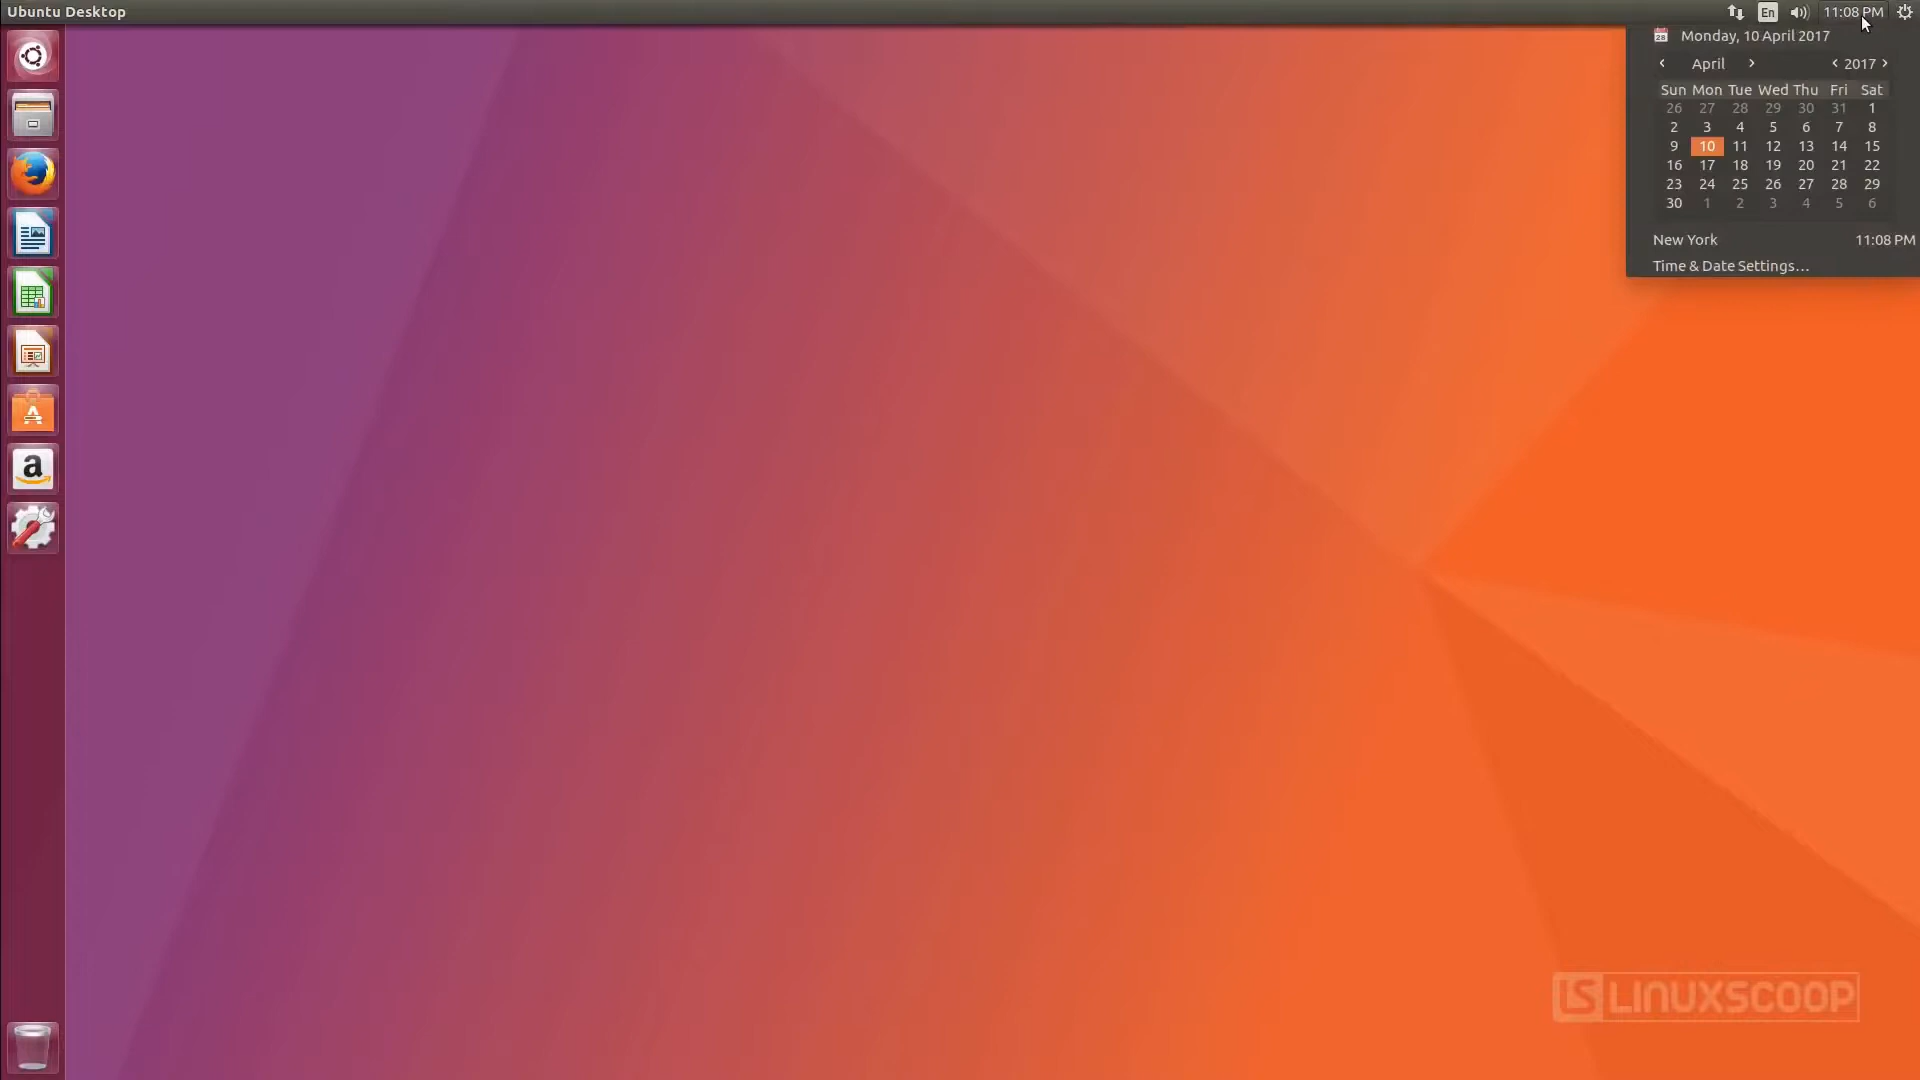 Ubuntu Desktop
En
11:08 PM
28
Monday, 10 April 2017
April
2017
Sun Mon Tue Wed Thu Fri Sat
26 27 28 29 30 31 1
2 3 4 5 6 7 8
9 10 11 12 13 14 15
16 17 18 19 20 21 22
23 24 25 26 27 28 29
30 1 2 3 4 5 6
New York 11:08 PM
Time & Date Settings...
A
a
LS LINUXSCOOP